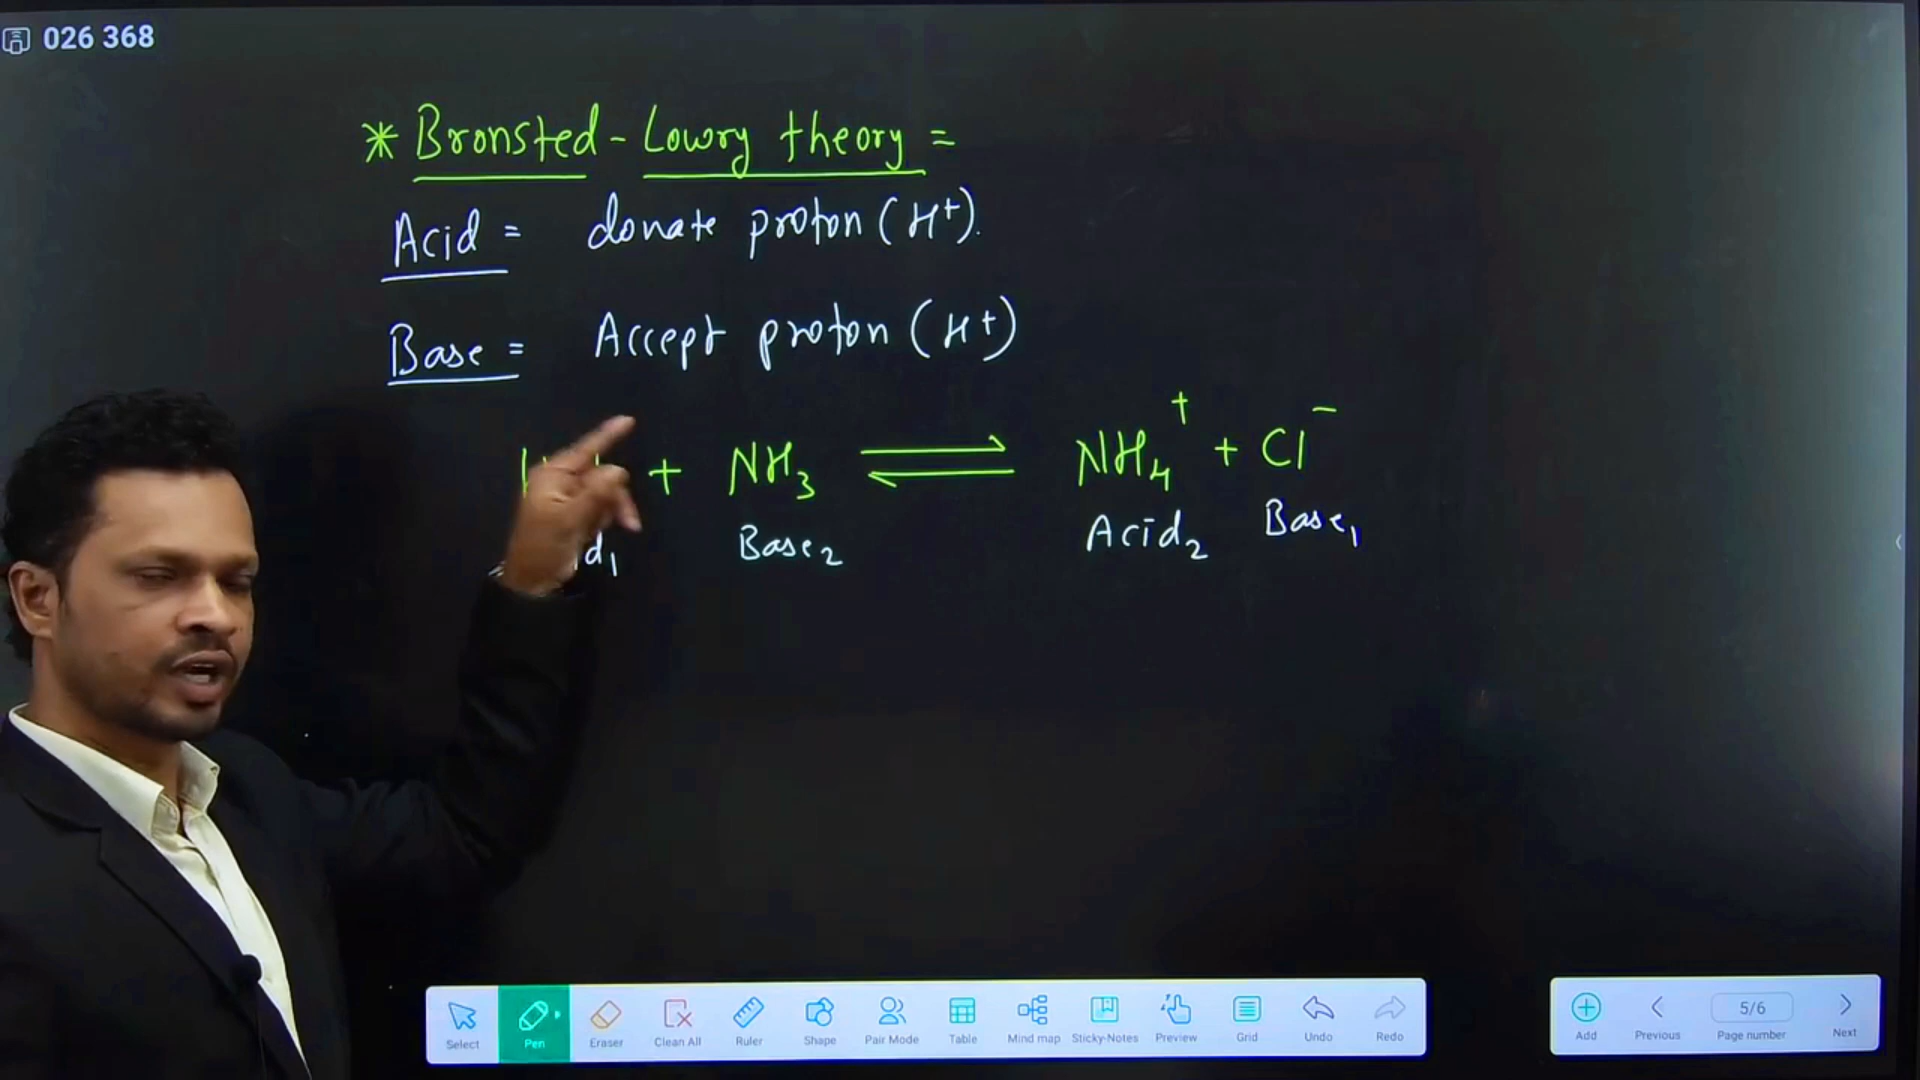 026 368
* Bronsted - Lowry theory =
Acid = donate proton (H+).
Base = Accept proton (H+)
+ NH3 ⇌ NH4+ + Cl−
Base2 Acid2 Base1
Select Pen Eraser Clean All Ruler Shape Pair Mode Table Mind map Sticky-Notes Preview Grid Undo Redo
Add Previous 5/6 Page number Next